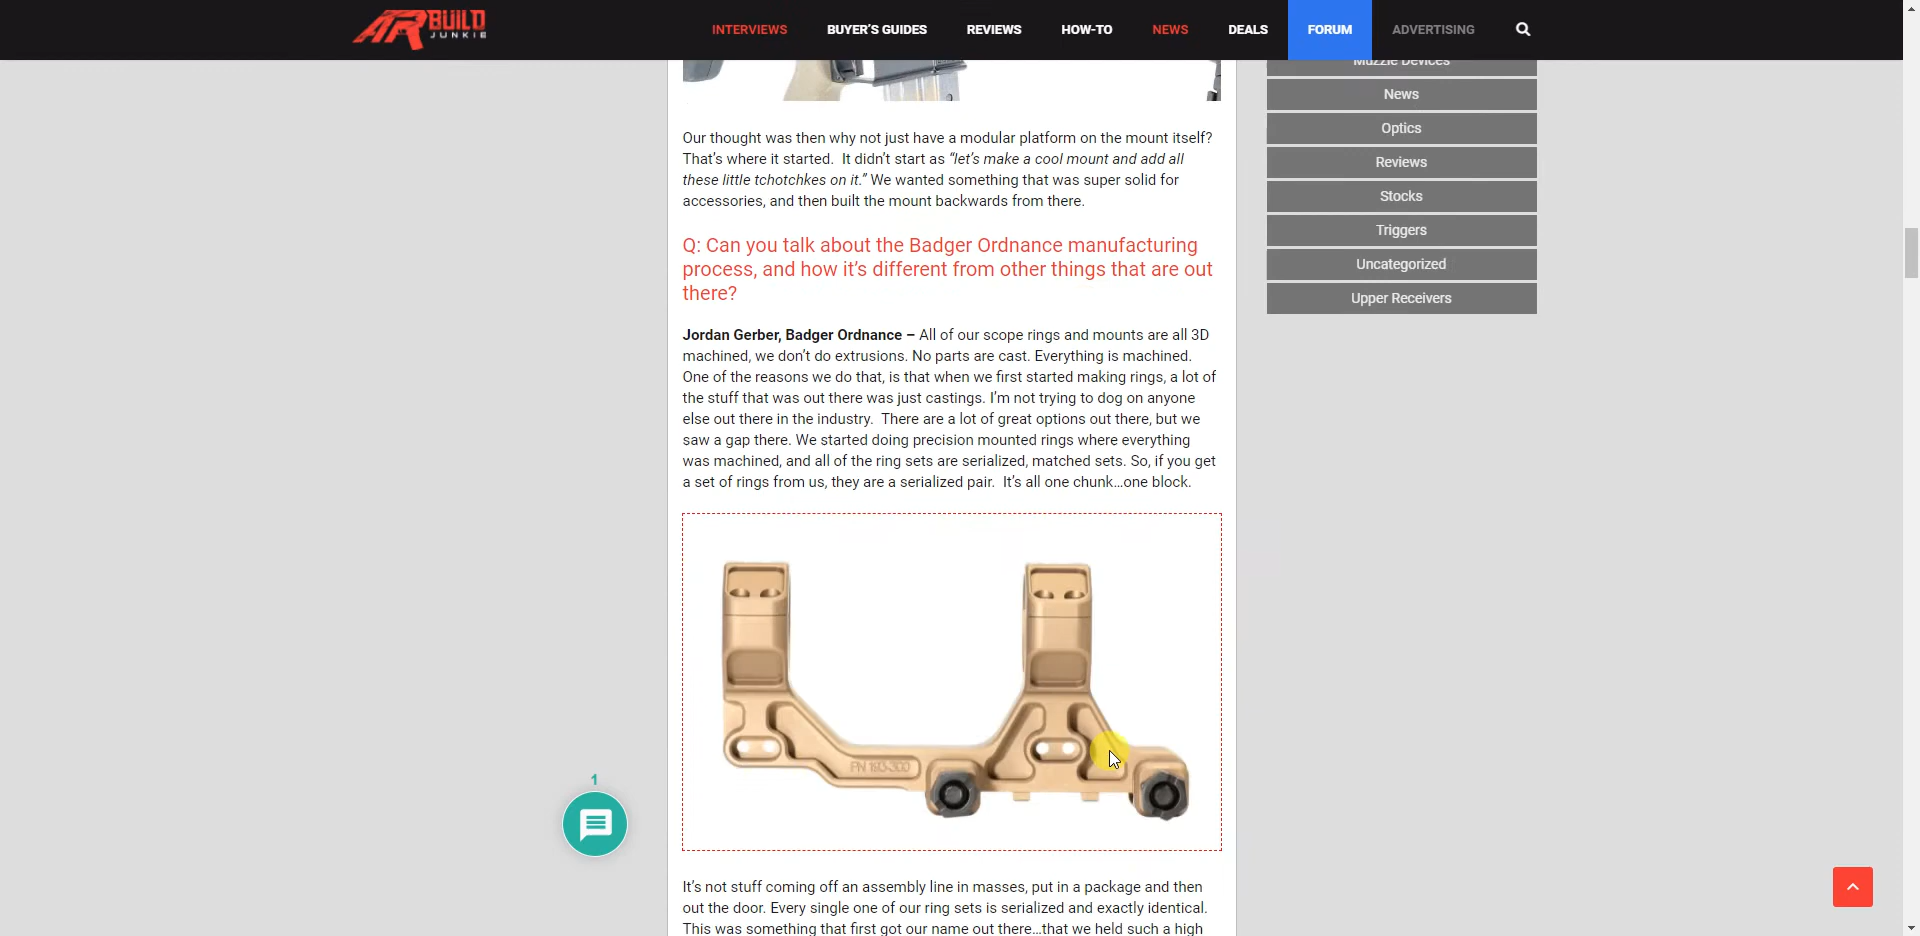 AR BUILD
JUNKIE
INTERVIEWS BUYER'S GUIDES REVIEWS HOW-TO NEWS DEALS FORUM ADVERTISING
Muzzle Devices
News
Optics
Reviews
Stocks
Triggers
Uncategorized
Upper Receivers
Our thought was then why not just have a modular platform on the mount itself?
That's where it started.  It didn't start as “let's make a cool mount and add all
these little tchotchkes on it.” We wanted something that was super solid for
accessories, and then built the mount backwards from there.
Q: Can you talk about the Badger Ordnance manufacturing
process, and how it's different from other things that are out
there?
Jordan Gerber, Badger Ordnance – All of our scope rings and mounts are all 3D
machined, we don't do extrusions. No parts are cast. Everything is machined.
One of the reasons we do that, is that when we first started making rings, a lot of
the stuff that was out there was just castings. I'm not trying to dog on anyone
else out there in the industry.  There are a lot of great options out there, but we
saw a gap there. We started doing precision mounted rings where everything
was machined, and all of the ring sets are serialized, matched sets. So, if you get
a set of rings from us, they are a serialized pair.  It's all one chunk…one block.
PN 193-300
1
It's not stuff coming off an assembly line in masses, put in a package and then
out the door. Every single one of our ring sets is serialized and exactly identical.
This was something that first got our name out there…that we held such a high